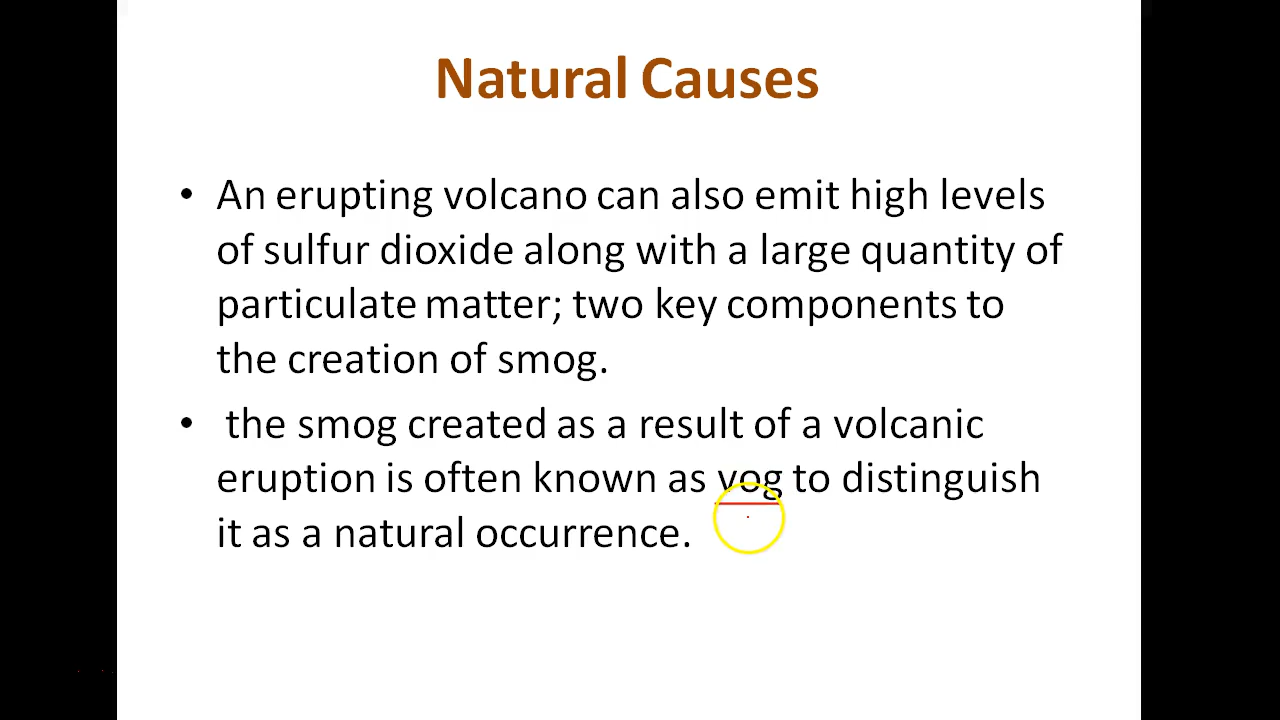 Natural Causes
• An erupting volcano can also emit high levels
of sulfur dioxide along with a large quantity of
particulate matter; two key components to
the creation of smog.
• the smog created as a result of a volcanic
eruption is often known as vog to distinguish
it as a natural occurrence.